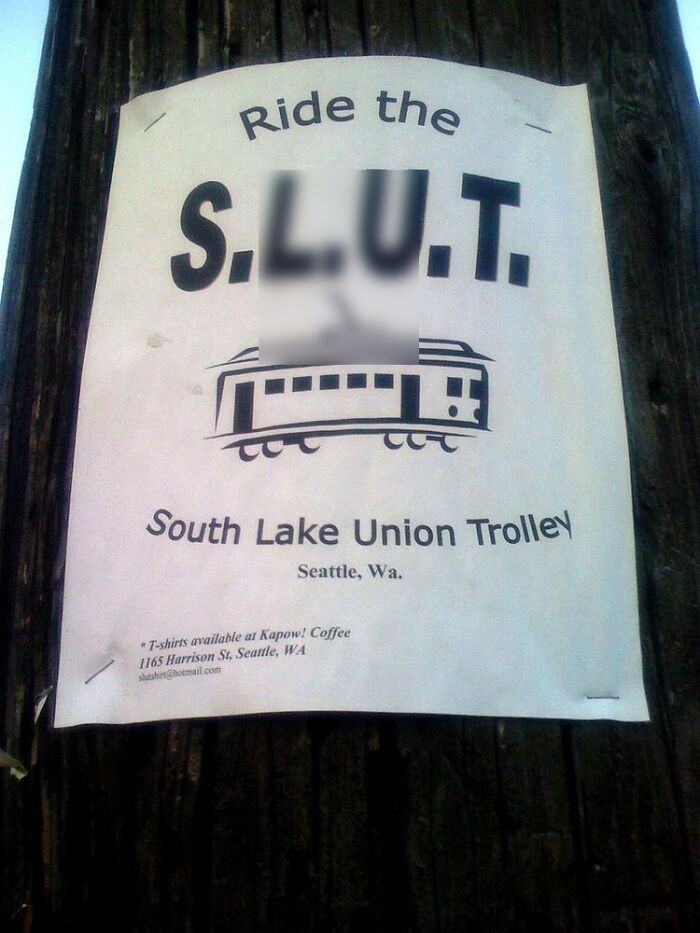 Ride the
S.L.U.T.
South Lake Union Trolley
Seattle, Wa.
* T-shirts available at Kapow! Coffee
1165 Harrison St, Seattle, WA
slutshirt@hotmail.com